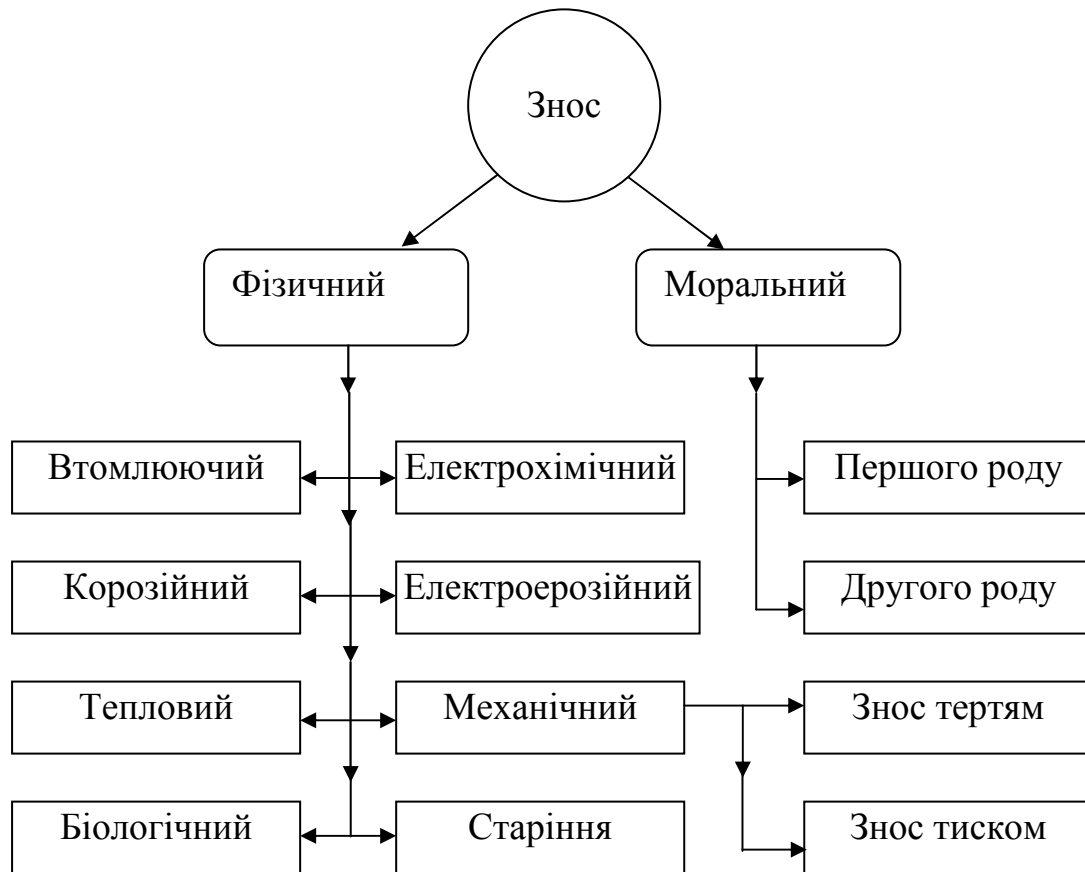 Знос
Фізичний
Моральний
Втомлюючий
Електрохімічний
Першого роду
Корозійний
Електроерозійний
Другого роду
Тепловий
Механічний
Знос тертям
Біологічний
Старіння
Знос тиском